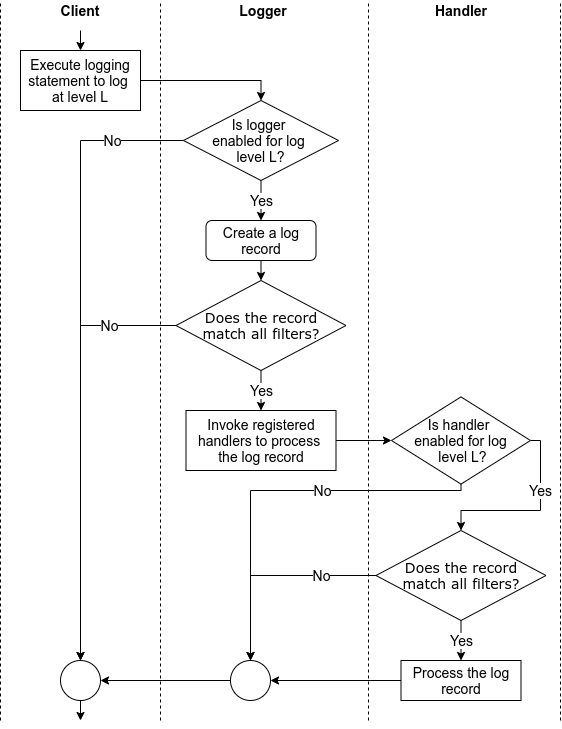 Client
Logger
Handler
Execute logging
statement to log
at level L
Is logger
enabled for log
level L?
No
Yes
Create a log
record
Does the record
match all filters?
No
Yes
Invoke registered
handlers to process
the log record
Is handler
enabled for log
level L?
No
Yes
Does the record
match all filters?
No
Yes
Process the log
record